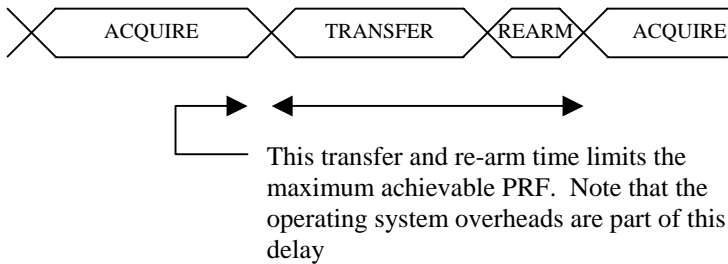 ACQUIRE TRANSFER REARM ACQUIRE
This transfer and re-arm time limits the
maximum achievable PRF.  Note that the
operating system overheads are part of this
delay